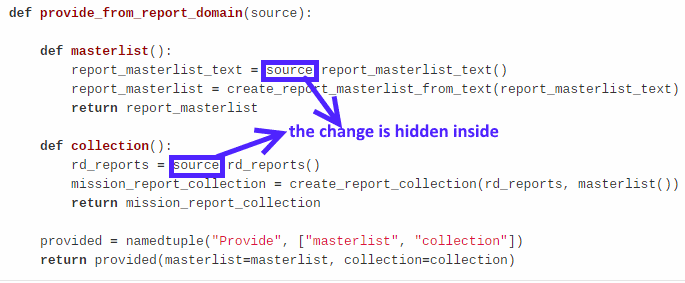 def provide_from_report_domain(source):
def masterlist():
report_masterlist_text = source report_masterlist_text()
report_masterlist = create_report_masterlist_from_text(report_masterlist_text)
return report_masterlist
the change is hidden inside
def collection():
rd_reports = source rd_reports()
mission_report_collection = create_report_collection(rd_reports, masterlist())
return mission_report_collection
provided = namedtuple("Provide", ["masterlist", "collection"])
return provided(masterlist=masterlist, collection=collection)